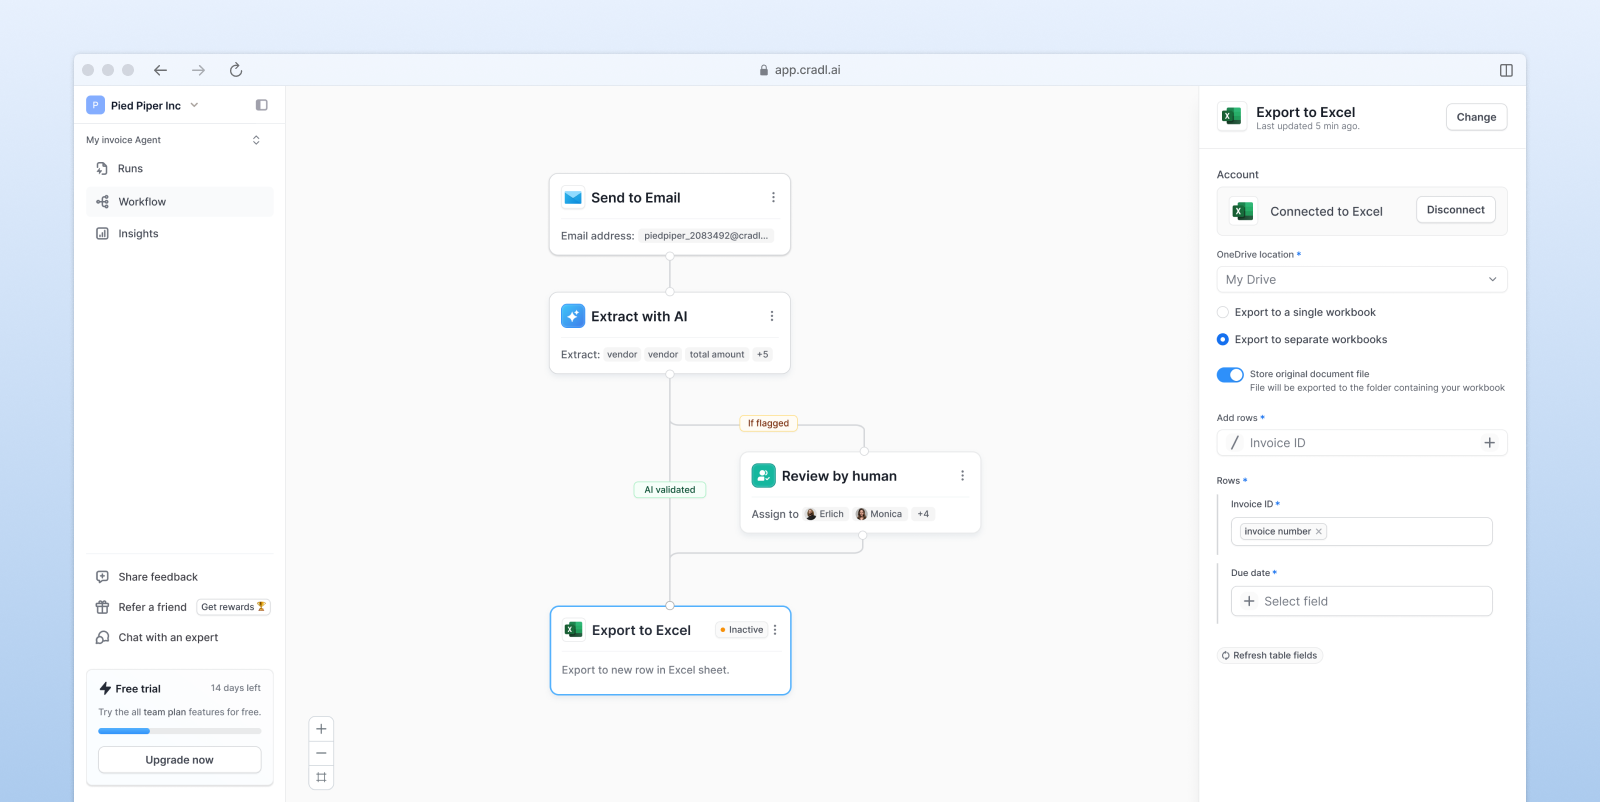 app.cradl.ai
P Pied Piper Inc
My invoice Agent
Runs
Workflow
Insights
Share feedback
Refer a friend Get rewards 🏆
Chat with an expert
Free trial 14 days left
Try the all team plan features for free.
Upgrade now
Send to Email
Email address: piedpiper_2083492@cradl...
Extract with AI
Extract: vendor vendor total amount +5
If flagged
AI validated
Review by human
Assign to Erlich Monica +4
Export to Excel Inactive
Export to new row in Excel sheet.
Export to Excel
Last updated 5 min ago.
Change
Account
Connected to Excel Disconnect
OneDrive location *
My Drive
Export to a single workbook
Export to separate workbooks
Store original document file
File will be exported to the folder containing your workbook
Add rows *
/ Invoice ID +
Rows *
Invoice ID *
invoice number ×
Due date *
+ Select field
Refresh table fields